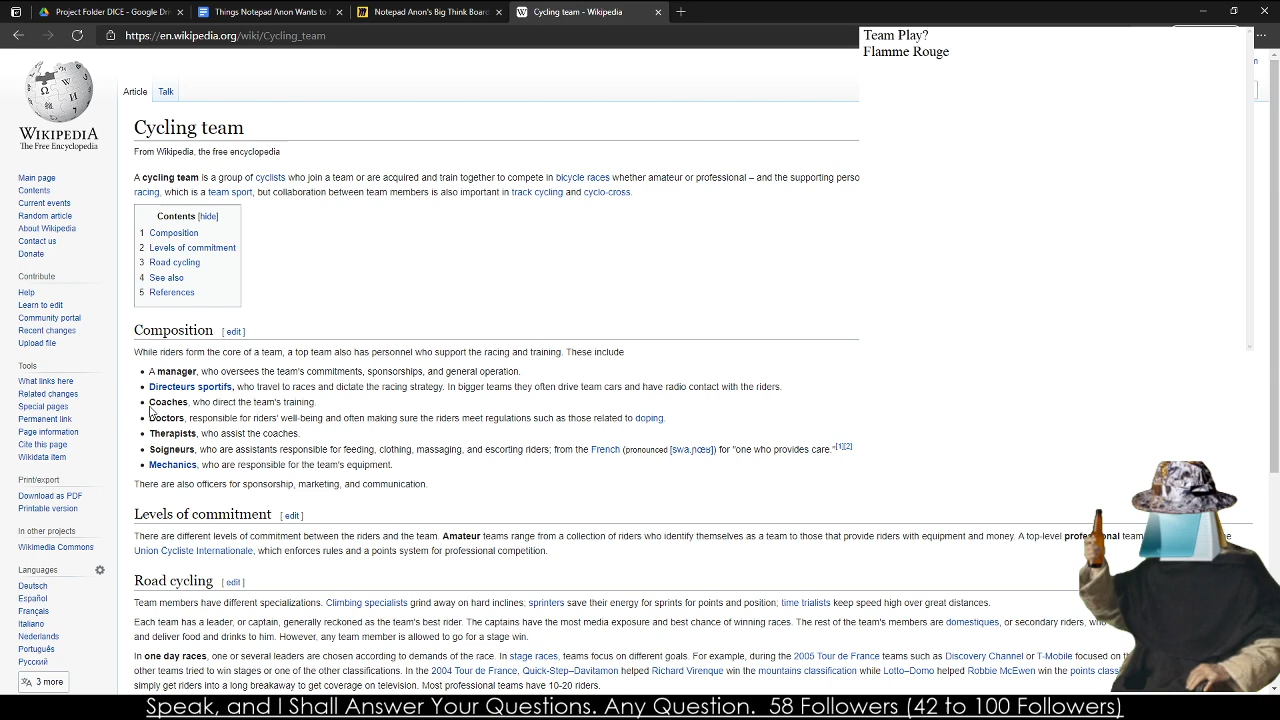 Project Folder DICE - Google Dri
Things Notepad Anon Wants to
Notepad Anon's Big Think Board
Cycling team - Wikipedia
https://en.wikipedia.org/wiki/Cycling_team
Team Play?
Flamme Rouge
WIKIPEDIA
The Free Encyclopedia
Main page
Contents
Current events
Random article
About Wikipedia
Contact us
Donate
Contribute
Help
Learn to edit
Community portal
Recent changes
Upload file
Tools
What links here
Related changes
Special pages
Permanent link
Page information
Cite this page
Wikidata item
Print/export
Download as PDF
Printable version
In other projects
Wikimedia Commons
Languages
Deutsch
Español
Français
Italiano
Nederlands
Português
Русский
3 more
Article Talk
Cycling team
From Wikipedia, the free encyclopedia
A cycling team is a group of cyclists who join a team or are acquired and train together to compete in bicycle races whether amateur or professional – and the supporting perso
racing, which is a team sport, but collaboration between team members is also important in track cycling and cyclo-cross.
Contents [hide]
1 Composition
2 Levels of commitment
3 Road cycling
4 See also
5 References
Composition [ edit ]
While riders form the core of a team, a top team also has personnel who support the racing and training. These include
• A manager, who oversees the team's commitments, sponsorships, and general operation.
• Directeurs sportifs, who travel to races and dictate the racing strategy. In bigger teams they often drive team cars and have radio contact with the riders.
• Coaches, who direct the team's training.
• Doctors, responsible for riders' well-being and often making sure the riders meet regulations such as those related to doping.
• Therapists, who assist the coaches.
• Soigneurs, who are assistants responsible for feeding, clothing, massaging, and escorting riders; from the French (pronounced [swa.ɲœʁ]) for "one who provides care."[1][2]
• Mechanics, who are responsible for the team's equipment.
There are also officers for sponsorship, marketing, and communication.
Levels of commitment [ edit ]
There are different levels of commitment between the riders and the team. Amateur teams range from a collection of riders who identify themselves as a team to those that provide riders with equipment and money. A top-level prof nal team e
Union Cycliste Internationale, which enforces rules and a points system for professional competition.
Road cycling [ edit ]
Team members have different specializations. Climbing specialists grind away on hard inclines; sprinters save their energy for sprints for points and position; time trialists keep speed high over great distances.
Each team has a leader, or captain, generally reckoned as the team's best rider. The captains have the most media exposure and best chance of winning races. The rest of the team's members are domestiques, or secondary riders, who
and deliver food and drinks to him. However, any team member is allowed to go for a stage win.
In one day races, one or several leaders are chosen according to demands of the race. In stage races, teams focus on different goals. For example, during the 2005 Tour de France teams such as Discovery Channel or T-Mobile focused on t
other teams tried to win stages or one of the other classifications. In the 2004 Tour de France, Quick-Step–Davitamon helped Richard Virenque win the mountains classification while Lotto–Domo helped Robbie McEwen win the points class
simply get riders into a long breakaway to get coverage on television. Most professional teams have 10-20 riders.
Speak, and I Shall Answer Your Questions. Any Question. 58 Followers (42 to 100 Followers)